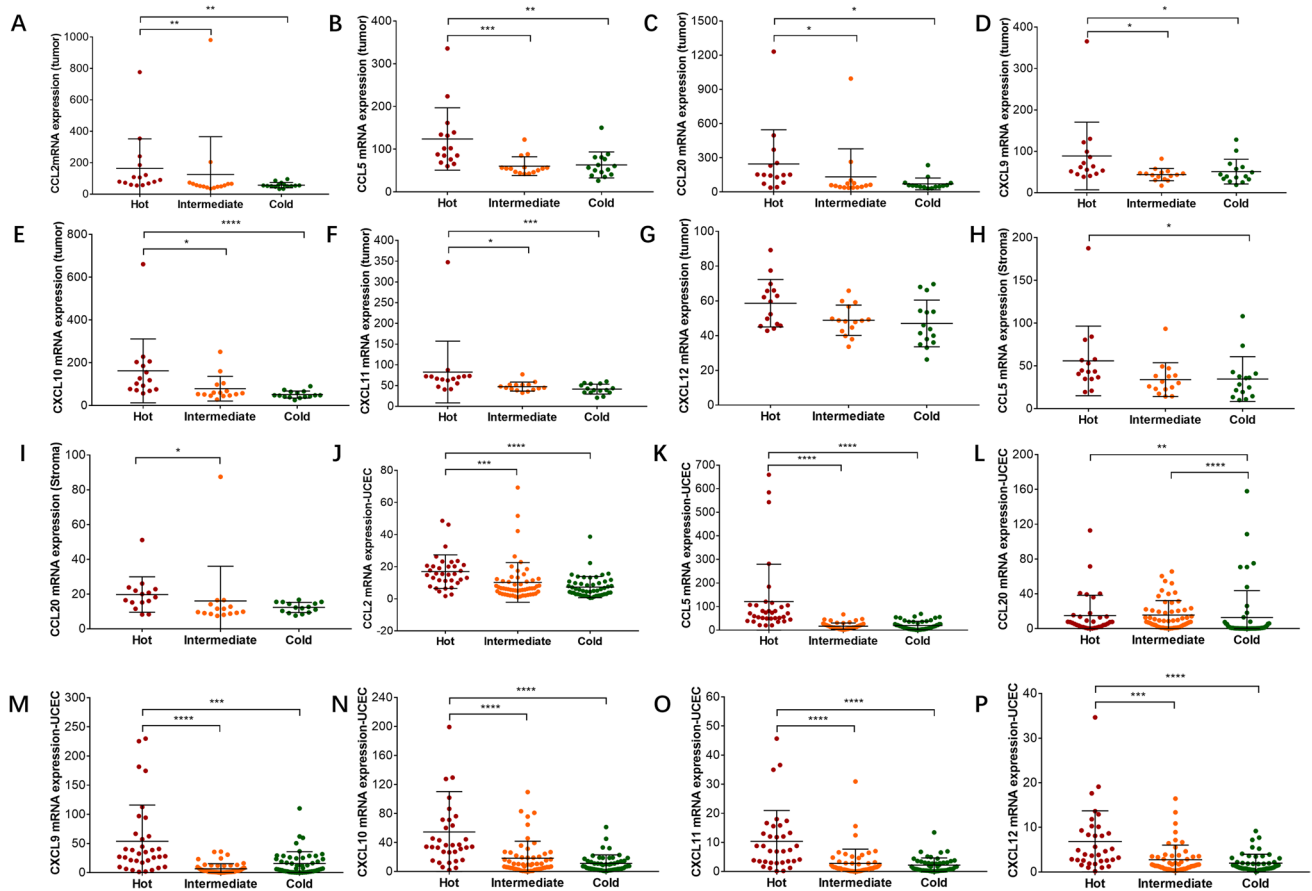 A
CCL2mRNA expression (tumor)
1000
800
600
400
200
0
**
**
Hot Intermediate Cold
B
CCL5 mRNA expression (tumor)
400
300
200
100
0
**
***
Hot Intermediate Cold
C
CCL20 mRNA expression (tumor)
1500
1200
900
600
300
0
*
*
Hot Intermediate Cold
D
CXCL9 mRNA expression (tumor)
400
300
200
100
0
*
*
Hot Intermediate Cold
E
CXCL10 mRNA expression (tumor)
800
600
400
200
0
****
*
Hot Intermediate Cold
F
CXCL11 mRNA expression (tumor)
400
350
300
250
200
150
100
50
0
***
*
Hot Intermediate Cold
G
CXCL12 mRNA expression (tumor)
100
80
60
40
20
0
Hot Intermediate Cold
H
CCL5 mRNA expression (Stroma)
200
150
100
50
0
*
Hot Intermediate Cold
I
CCL20 mRNA expression (Stroma)
100
80
60
40
20
0
*
Hot Intermediate Cold
J
CCL2 mRNA expression-UCEC
80
60
40
20
0
-20
****
***
Hot Intermediate Cold
K
CCL5 mRNA expression-UCEC
700
600
500
400
300
200
100
0
****
****
Hot Intermediate Cold
L
CCL20 mRNA expression-UCEC
200
160
120
80
40
0
**
****
Hot Intermediate Cold
M
CXCL9 mRNA expression-UCEC
300
250
200
150
100
50
0
***
****
Hot Intermediate Cold
N
CXCL10 mRNA expression-UCEC
240
200
160
120
80
40
0
****
****
Hot Intermediate Cold
O
CXCL11 mRNA expression-UCEC
60
50
40
30
20
10
0
****
****
Hot Intermediate Cold
P
CXCL12 mRNA expression-UCEC
40
30
20
10
0
****
***
Hot Intermediate Cold